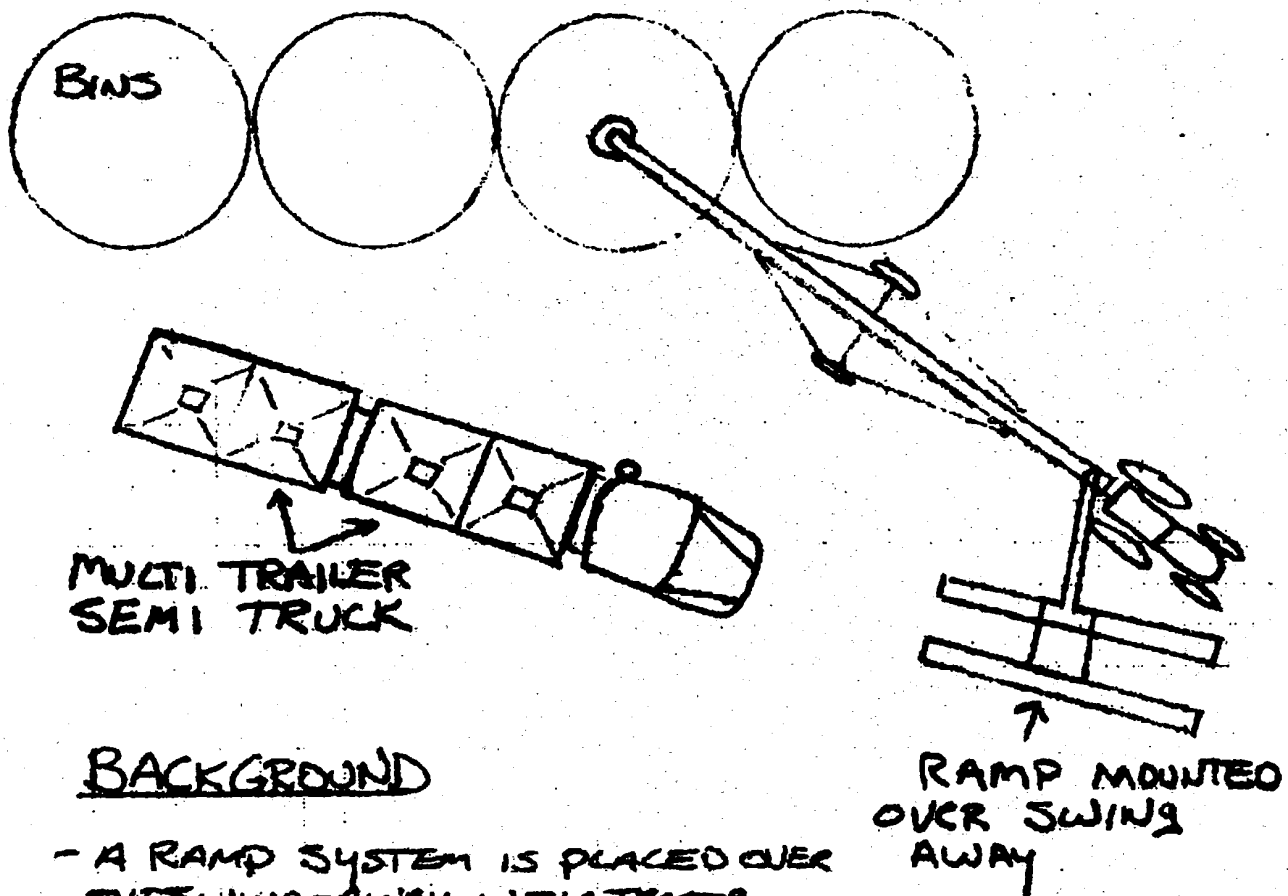 BINS
MULTI TRAILER
SEMI TRUCK
RAMP MOUNTED
OVER SWING
AWAY
BACKGROUND
- A RAMP SYSTEM IS PLACED OVER